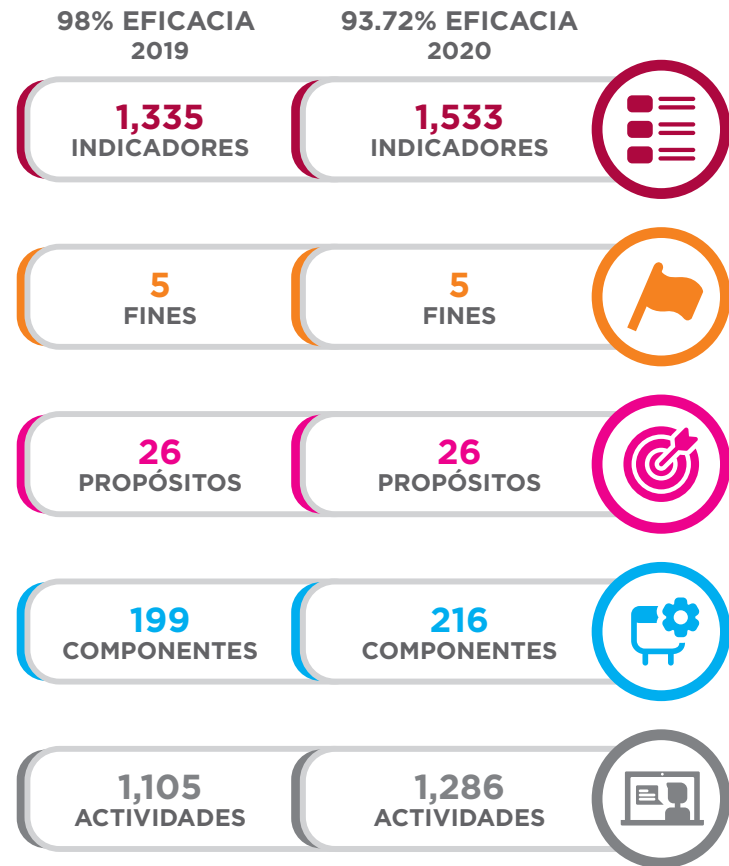 98% EFICACIA
2019
93.72% EFICACIA
2020
1,335
INDICADORES
1,533
INDICADORES
5
FINES
5
FINES
26
PROPÓSITOS
26
PROPÓSITOS
199
COMPONENTES
216
COMPONENTES
1,105
ACTIVIDADES
1,286
ACTIVIDADES